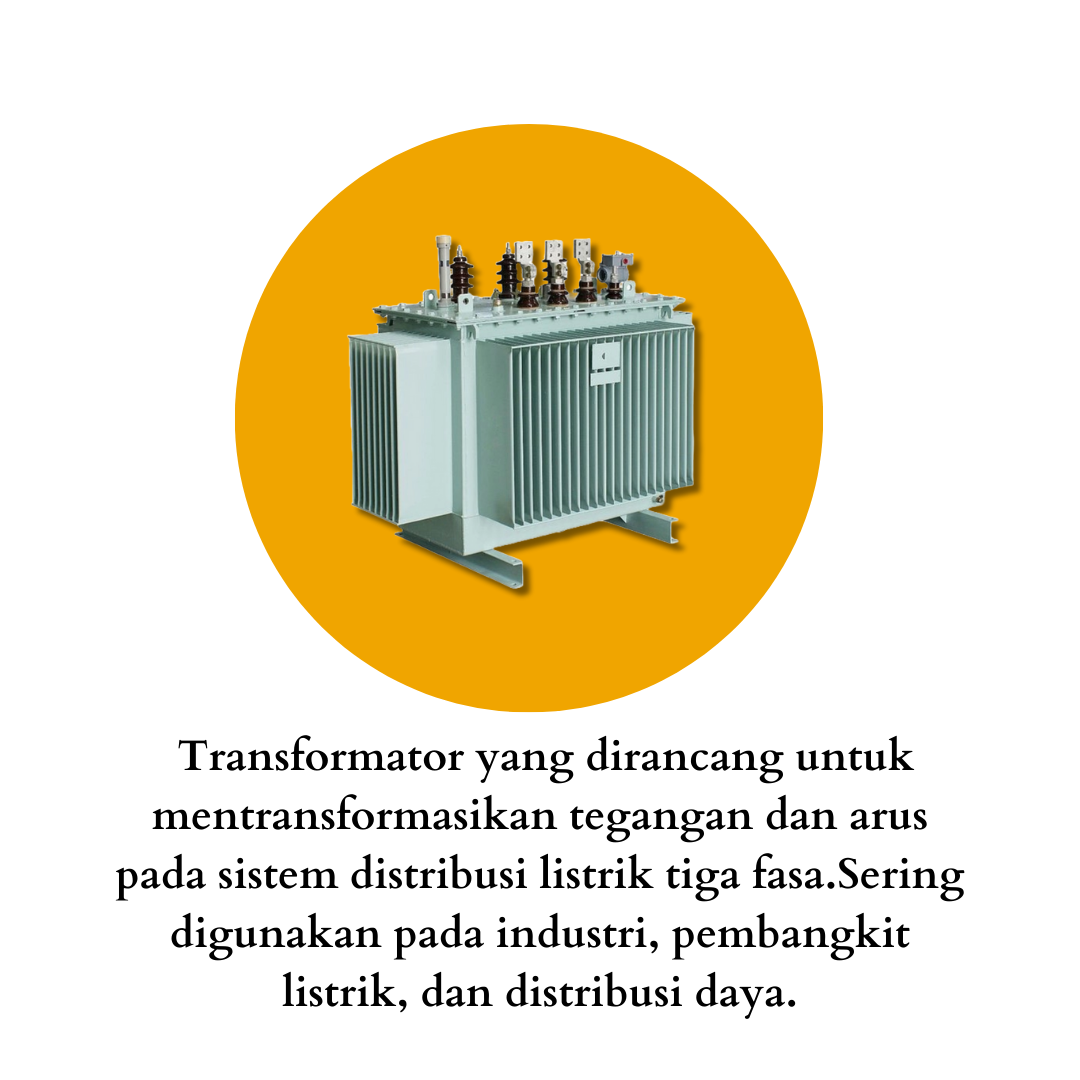 Transformator yang dirancang untuk
mentransformasikan tegangan dan arus
pada sistem distribusi listrik tiga fasa.Sering
digunakan pada industri, pembangkit
listrik, dan distribusi daya.